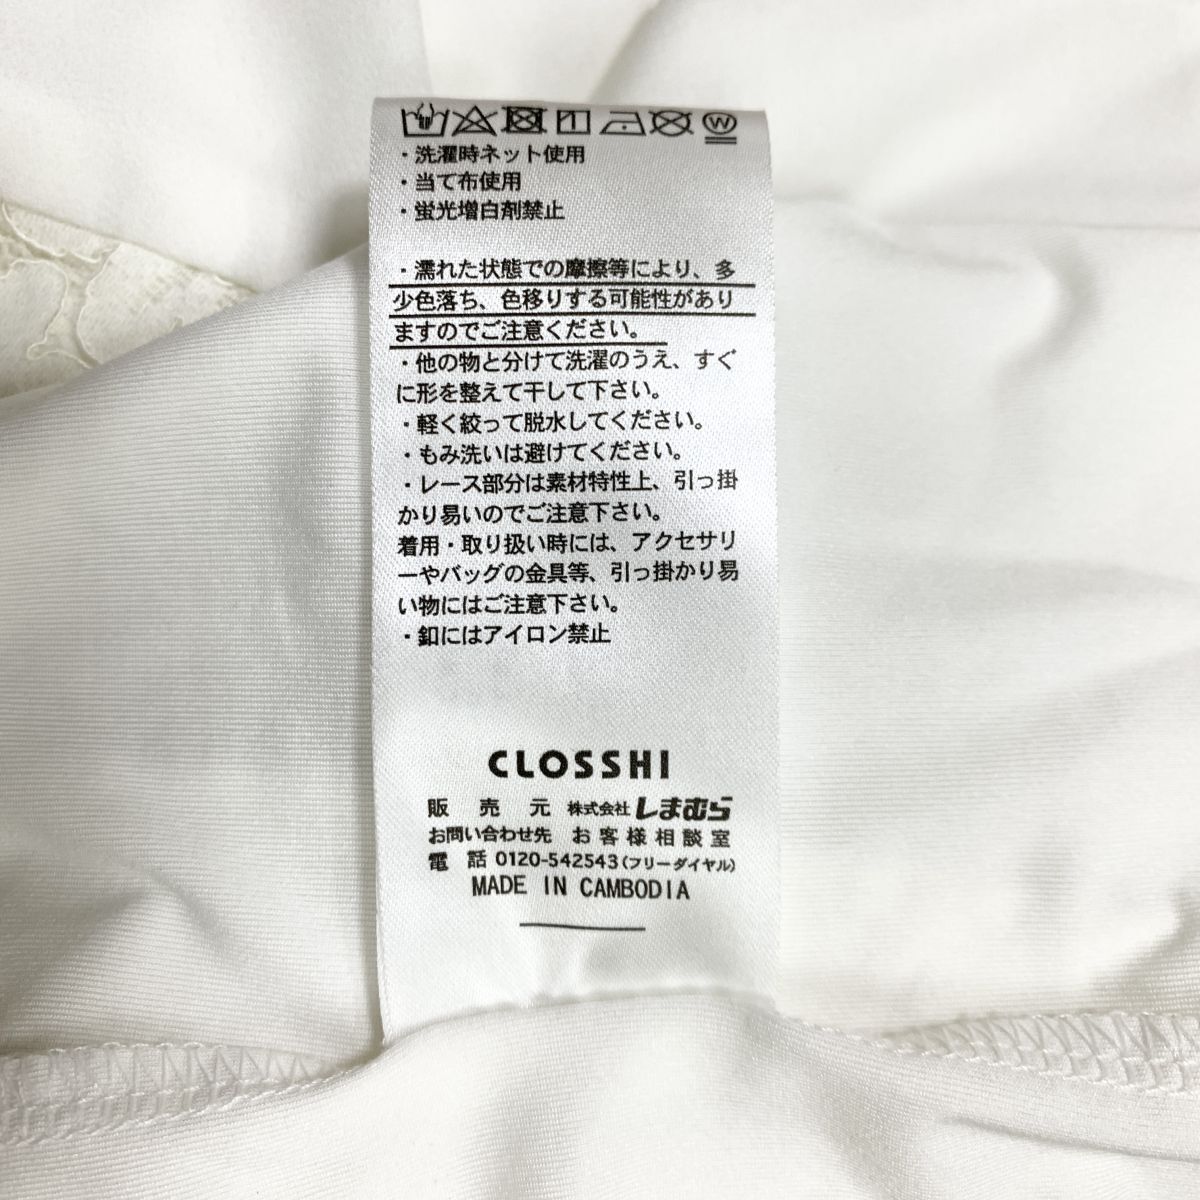 W
・洗濯時ネット使用
・当て布使用
・蛍光増白剤禁止
・濡れた状態での摩擦等により、多
少色落ち、色移りする可能性があり
ますのでご注意ください。
・他の物と分けて洗濯のうえ、すぐ
に形を整えて干して下さい。
・軽く絞って脱水してください。
・もみ洗いは避けてください。
・レース部分は素材特性上、引っ掛
かり易いのでご注意下さい。
着用・取り扱い時には、アクセサリ
ーやバッグの金具等、引っ掛かり易
い物にはご注意下さい。
・釦にはアイロン禁止
CLOSSHI
販売元 株式会社しまむら
お問い合わせ先 お客様相談室
電話 0120-542543(フリーダイヤル)
MADE IN CAMBODIA